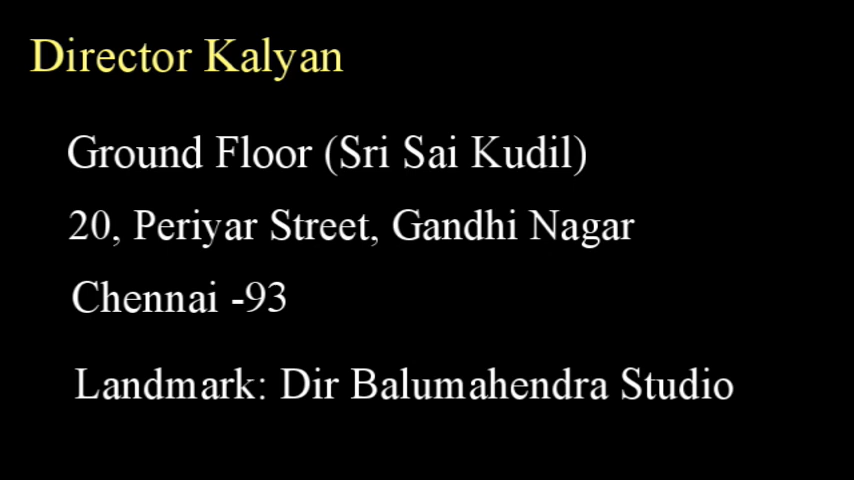 Director Kalyan
Ground Floor (Sri Sai Kudil)
20, Periyar Street, Gandhi Nagar
Chennai -93
Landmark: Dir Balumahendra Studio